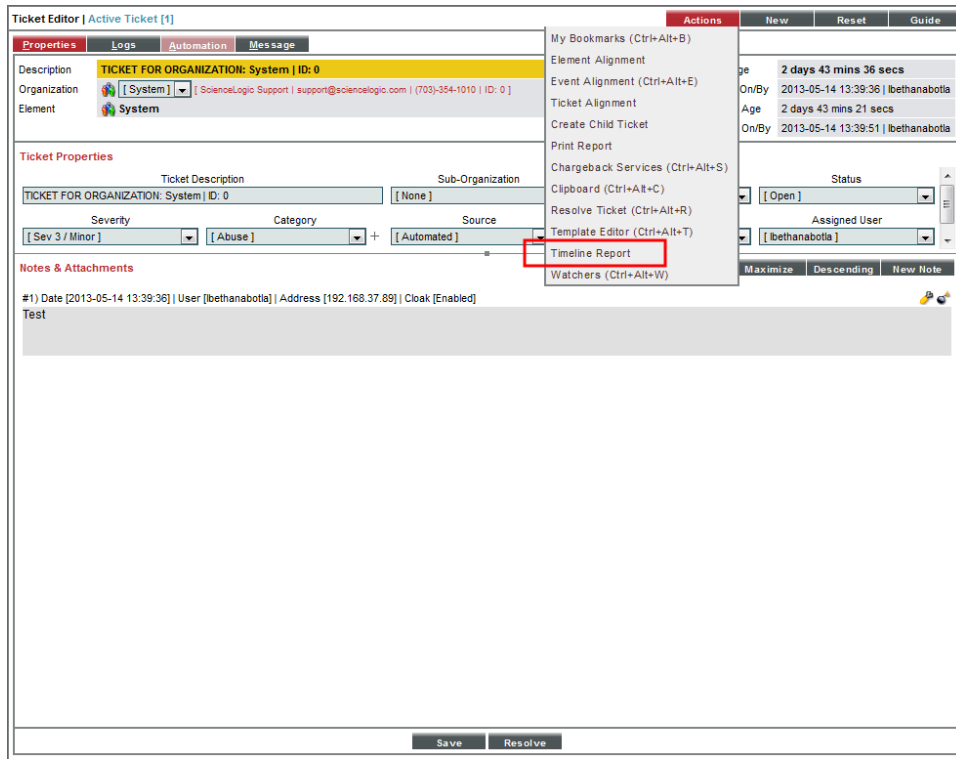 Ticket Editor | Active Ticket [1]
Actions New Reset Guide
Properties Logs Automation Message
Description TICKET FOR ORGANIZATION: System | ID: 0
Organization [ System ] [ ScienceLogic Support | support@sciencelogic.com | (703)-354-1010 | ID: 0 ]
Element System
2 days 43 mins 36 secs
On/By 2013-05-14 13:39:36 | lbethanabotla
Age 2 days 43 mins 21 secs
On/By 2013-05-14 13:39:51 | lbethanabotla
My Bookmarks (Ctrl+Alt+B)
Element Alignment
Event Alignment (Ctrl+Alt+E)
Ticket Alignment
Create Child Ticket
Print Report
Chargeback Services (Ctrl+Alt+S)
Clipboard (Ctrl+Alt+C)
Resolve Ticket (Ctrl+Alt+R)
Template Editor (Ctrl+Alt+T)
Timeline Report
Watchers (Ctrl+Alt+W)
Ticket Properties
Ticket Description Sub-Organization Status
TICKET FOR ORGANIZATION: System | ID: 0 [ None ] [ Open ]
Severity Category Source Assigned User
[ Sev 3 / Minor ] [ Abuse ] + [ Automated ] [ lbethanabotla ]
Notes & Attachments
Maximize Descending New Note
#1) Date [2013-05-14 13:39:36] | User [lbethanabotla] | Address [192.168.37.89] | Cloak [Enabled]
Test
Save Resolve